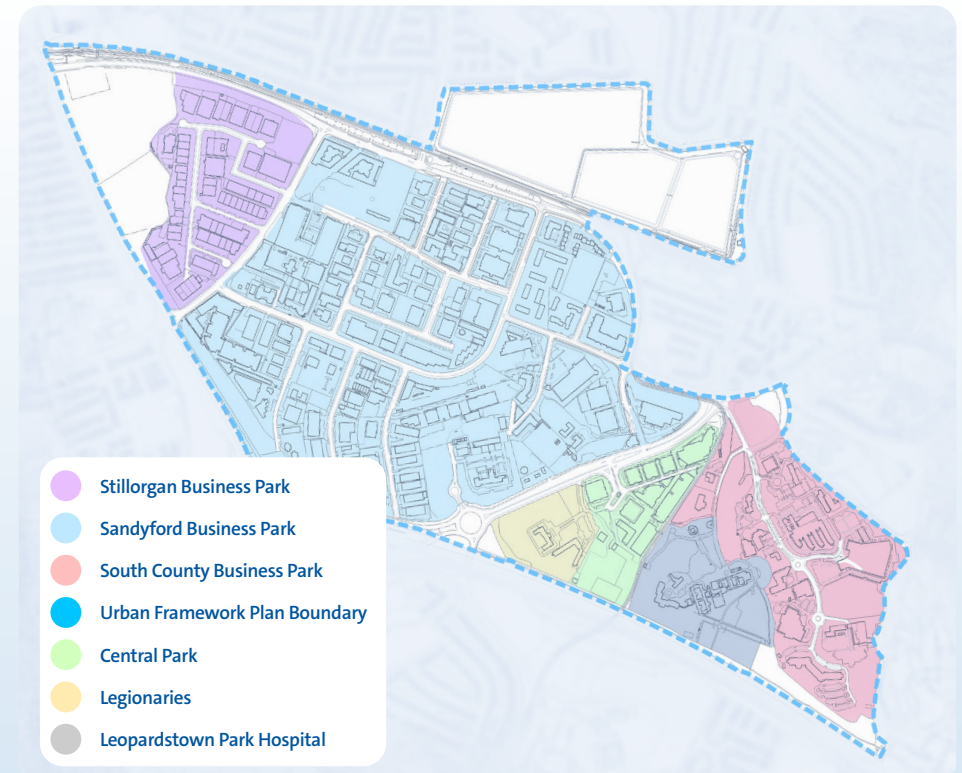 Stillorgan Business Park
Sandyford Business Park
South County Business Park
Urban Framework Plan Boundary
Central Park
Legionaries
Leopardstown Park Hospital